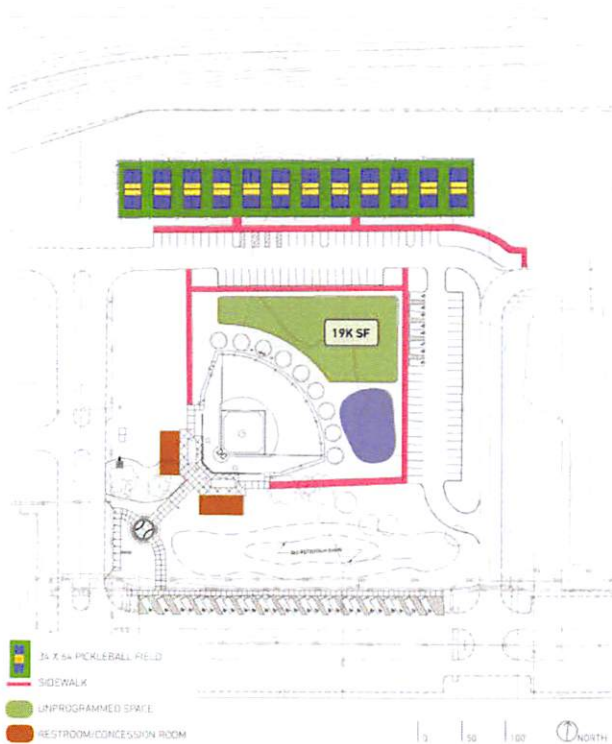 19K SF
34 X 64 PICKLEBALL FIELD
SIDEWALK
UNPROGRAMMED SPACE
RESTROOM/CONCESSION ROOM
0 50 100 NORTH